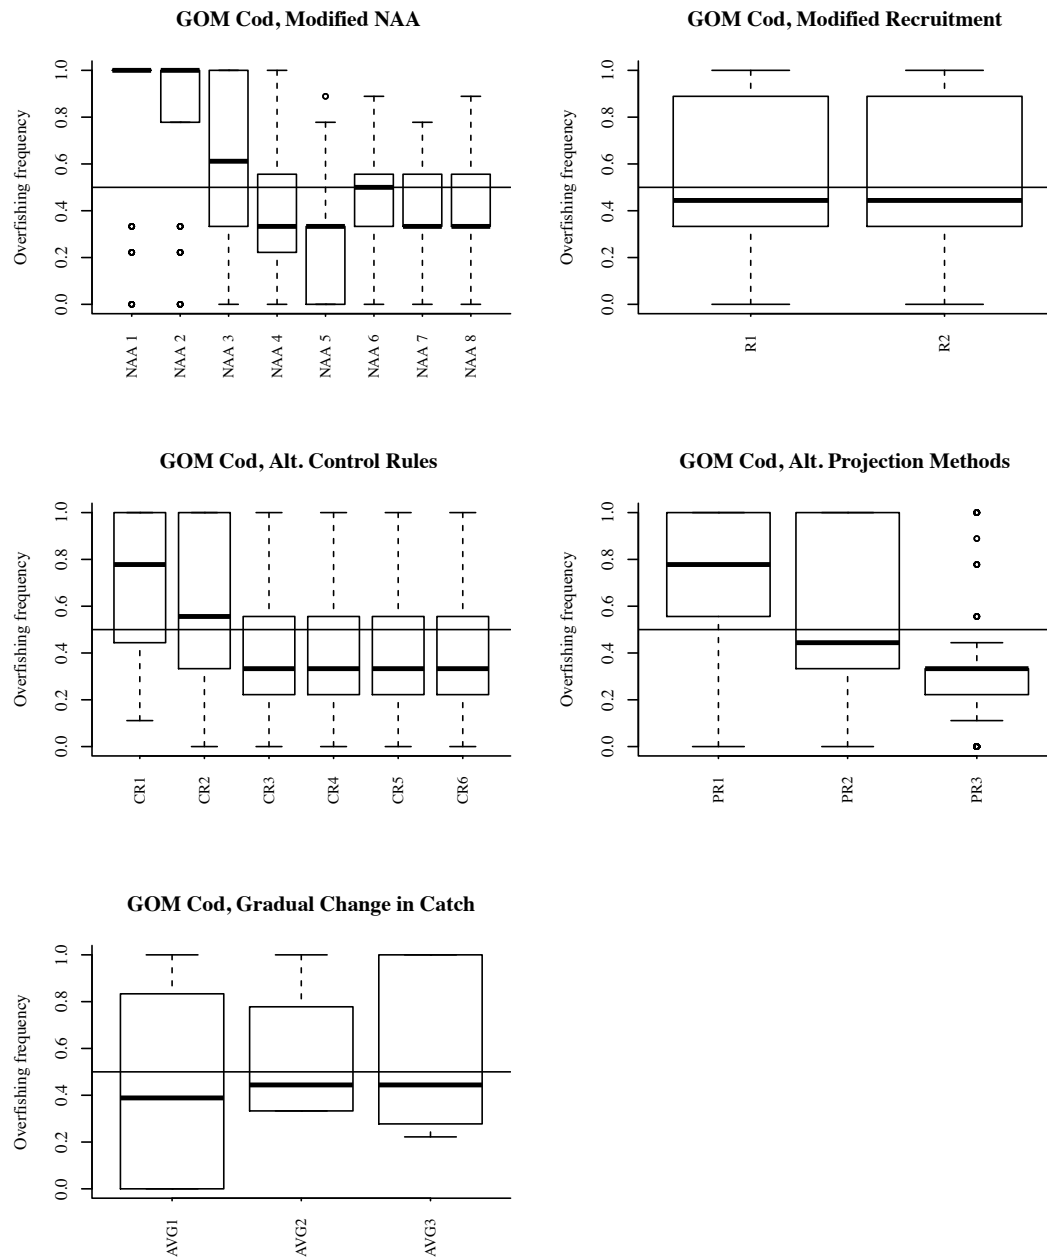 GOM Cod, Modified NAA
Overfishing frequency
1.0
0.8
0.6
0.4
0.2
0.0
NAA 1
NAA 2
NAA 3
NAA 4
NAA 5
NAA 6
NAA 7
NAA 8
GOM Cod, Modified Recruitment
Overfishing frequency
1.0
0.8
0.6
0.4
0.2
0.0
R1
R2
GOM Cod, Alt. Control Rules
Overfishing frequency
1.0
0.8
0.6
0.4
0.2
0.0
CR1
CR2
CR3
CR4
CR5
CR6
GOM Cod, Alt. Projection Methods
Overfishing frequency
1.0
0.8
0.6
0.4
0.2
0.0
PR1
PR2
PR3
GOM Cod, Gradual Change in Catch
Overfishing frequency
1.0
0.8
0.6
0.4
0.2
0.0
AVG1
AVG2
AVG3